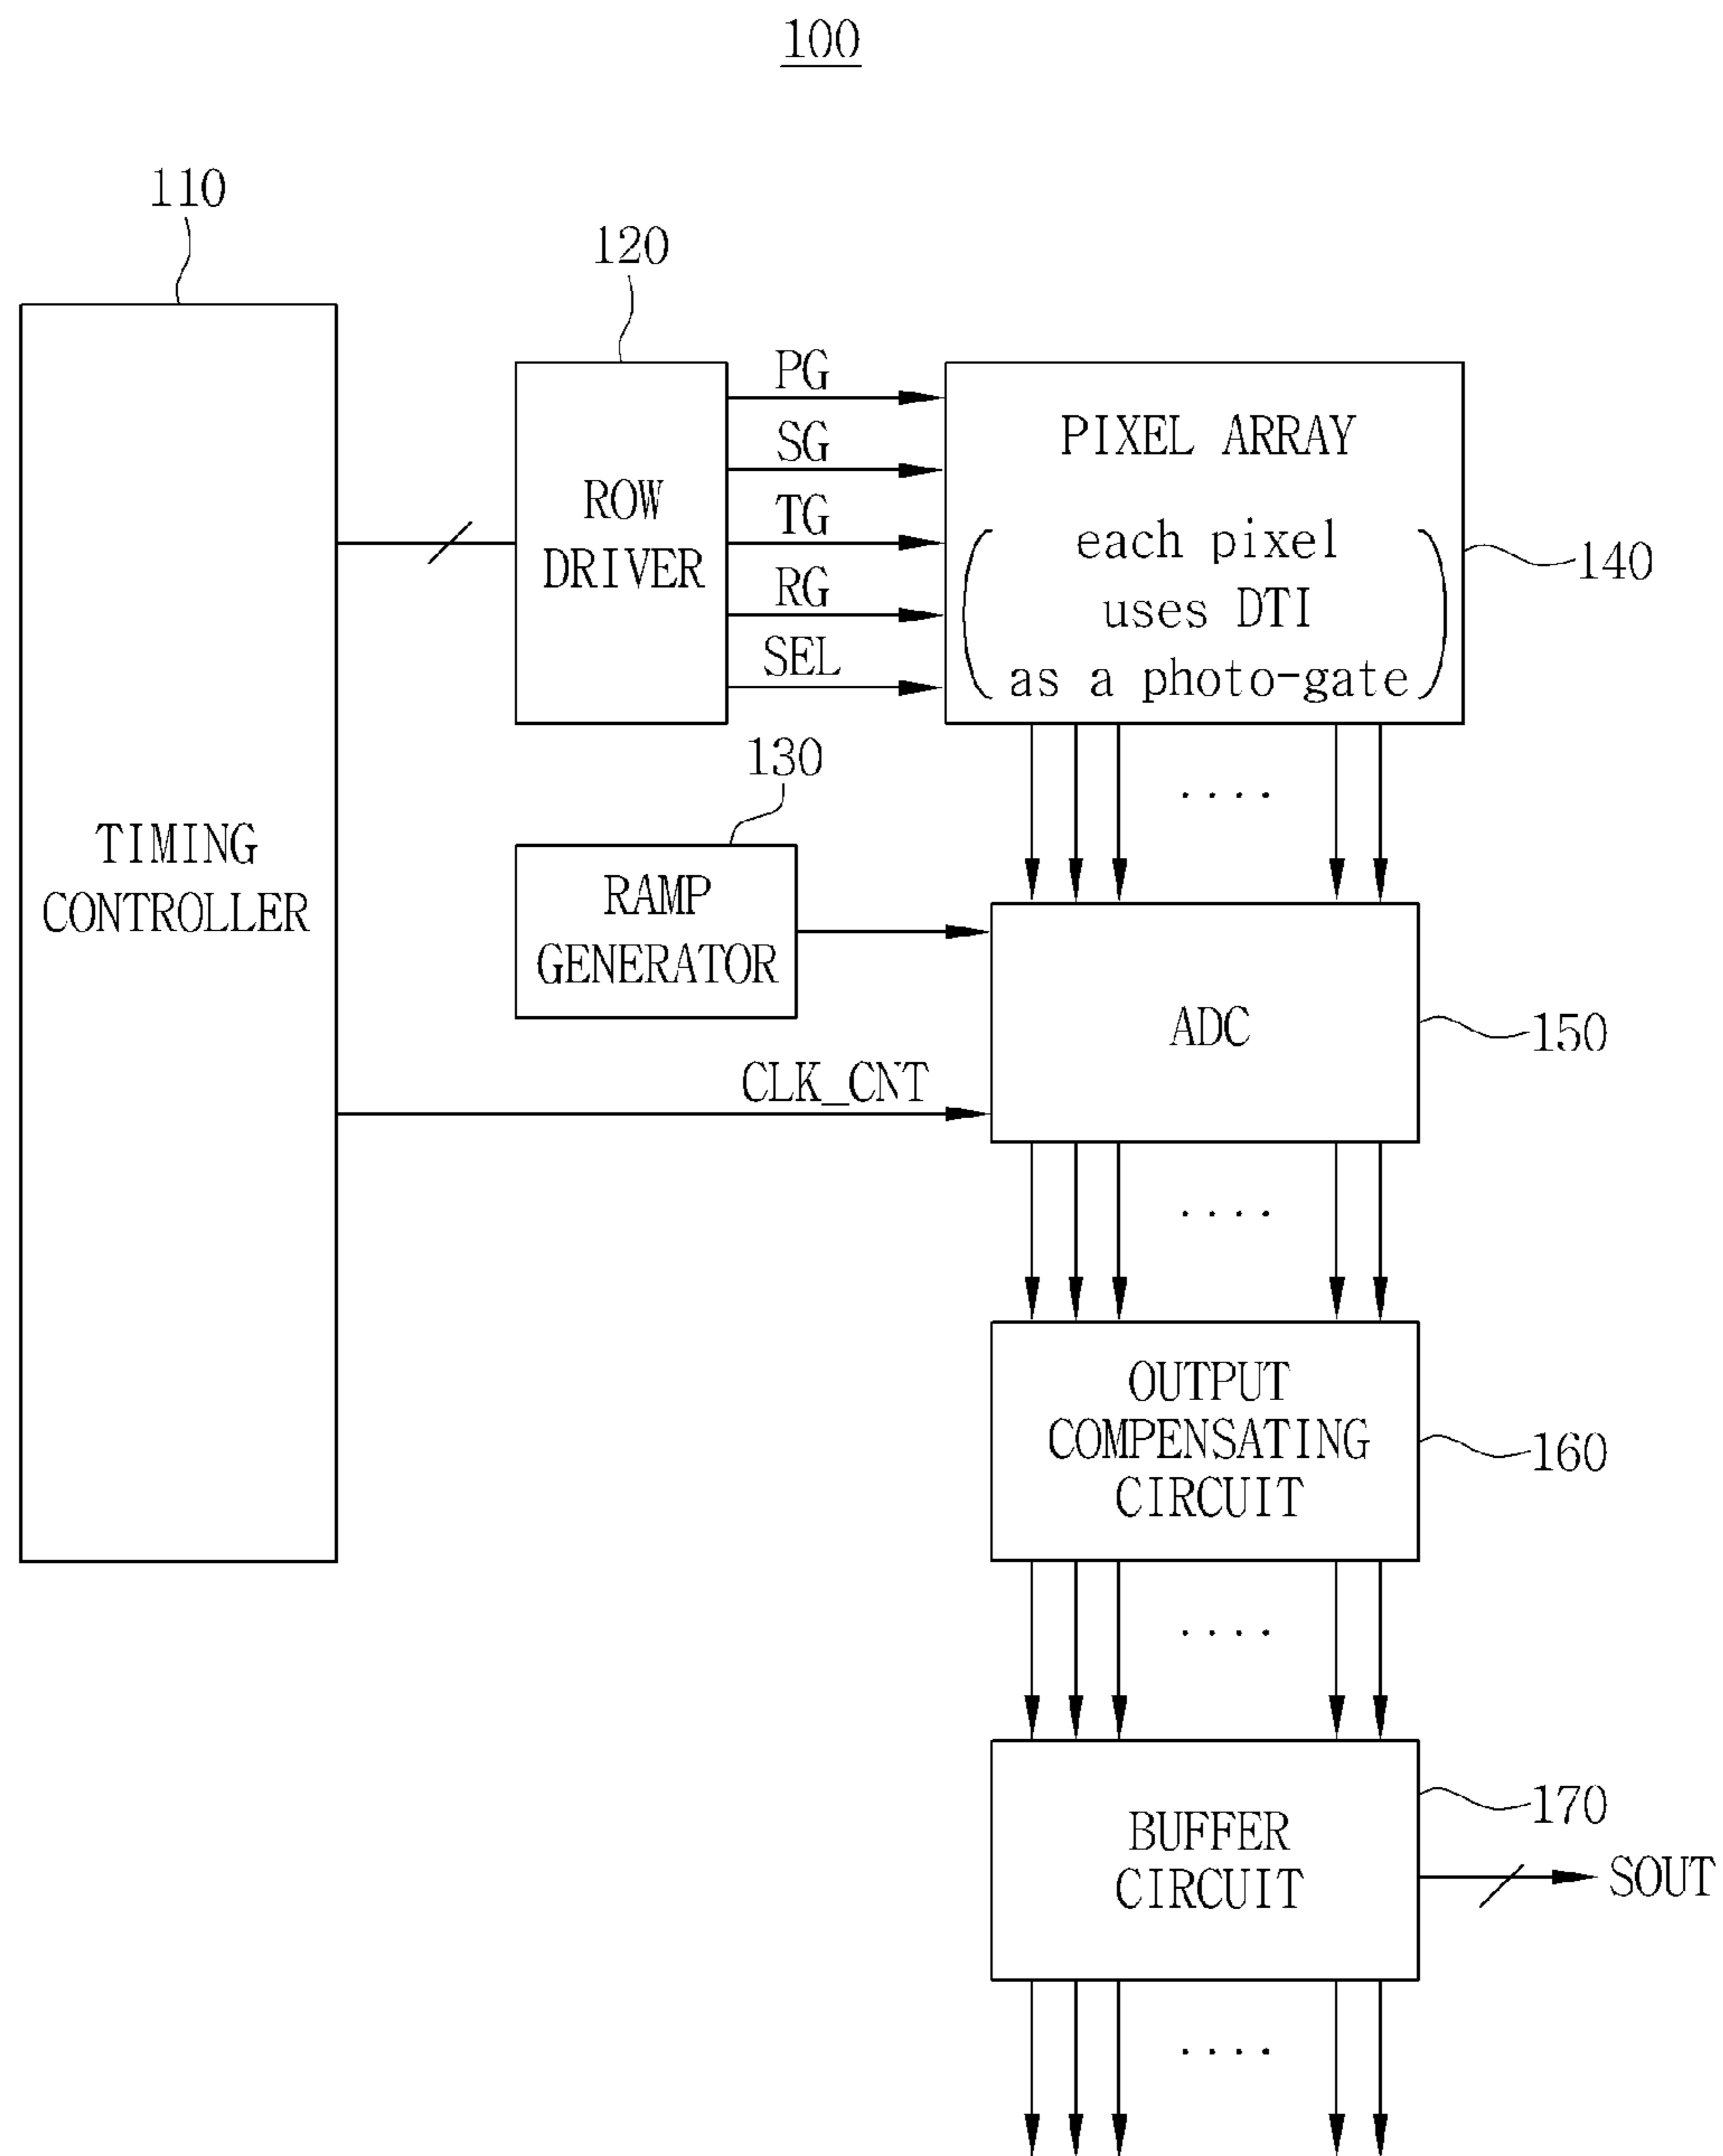 100
110
120
PG
SG
TG
RG
SEL
ROW
DRIVER
PIXEL ARRAY
each pixel
uses DTI
as a photo-gate
140
130
TIMING
CONTROLLER
RAMP
GENERATOR
ADC
150
CLK_CNT
....
....
OUTPUT
COMPENSATING
CIRCUIT
160
....
BUFFER
CIRCUIT
170
SOUT
....